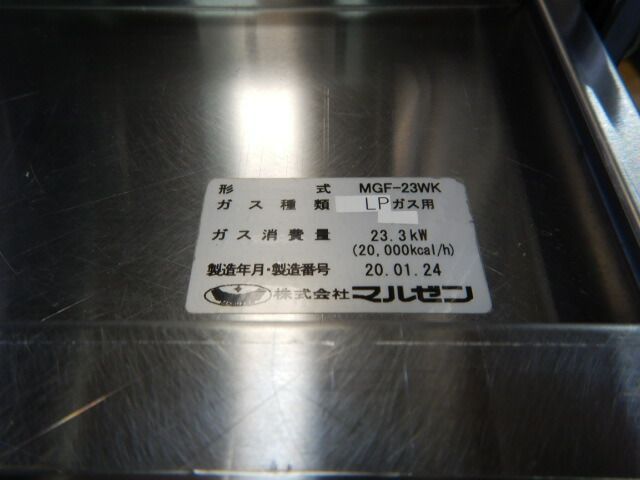 形式 MGF-23WK
ガス種類 LPガス用
ガス消費量 23.3kW
(20,000kcal/h)
製造年月・製造番号 20.01.24
株式会社マルゼン